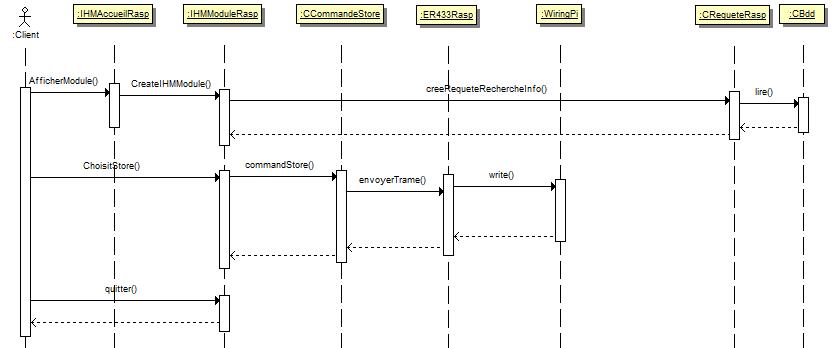 :Client
:IHMAccueilRasp
:IHMModuleRasp
:CCommandeStore
:ER433Rasp
:WiringPi
:CRequeteRasp
:CBdd
AfficherModule()
CreateIHMModule()
creeRequeteRechercheInfo()
lire()
ChoisitStore()
commandStore()
envoyerTrame()
write()
quitter()